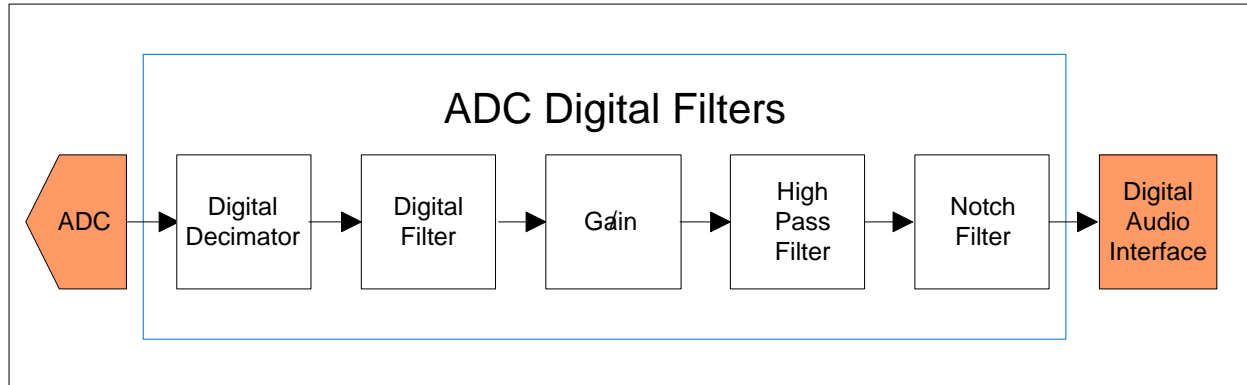 ADC Digital Filters
ADC
Digital
Decimator
Digital
Filter
Gain
High
Pass
Filter
Notch
Filter
Digital
Audio
Interface